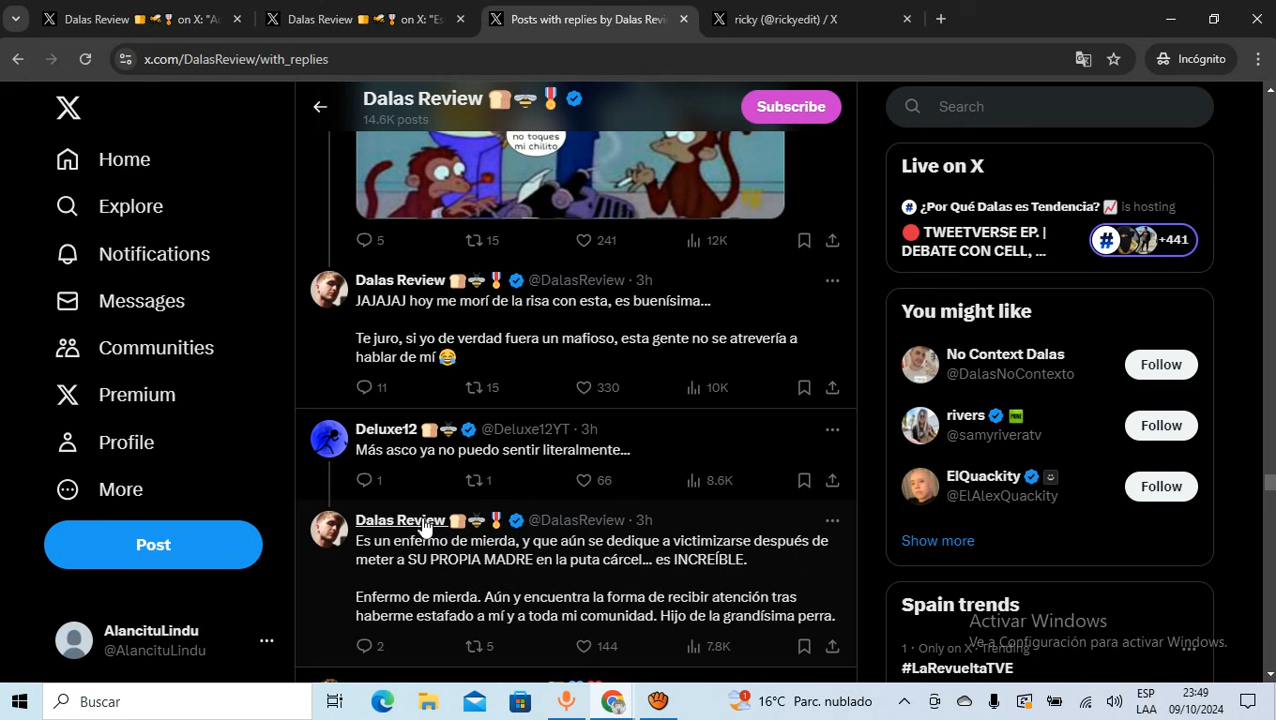 Dalas Review 🍞🐝🎖️ on X: "Ac
Dalas Review 🍞🐝🎖️ on X: "Es
Posts with replies by Dalas Revi
ricky (@rickyedit) / X
x.com/DalasReview/with_replies
Incógnito
Dalas Review 🍞🐝🎖️
14.6K posts
Subscribe
Search
Home
Explore
Notifications
Messages
Communities
Premium
Profile
More
Post
AlancituLindu
@AlancituLindu
no toques
mi chilito
5 15 241 12K
Dalas Review 🍞🐝🎖️ @DalasReview · 3h
JAJAJAJ hoy me morí de la risa con esta, es buenísima...
Te juro, si yo de verdad fuera un mafioso, esta gente no se atrevería a
hablar de mí 😂
11 15 330 10K
Deluxe12 🍞🐝 @Deluxe12YT · 3h
Más asco ya no puedo sentir literalmente...
1 1 66 8.6K
Dalas Review 🍞🐝🎖️ @DalasReview · 3h
Es un enfermo de mierda, y que aún se dedique a victimizarse después de
meter a SU PROPIA MADRE en la puta cárcel... es INCREÍBLE.
Enfermo de mierda. Aún y encuentra la forma de recibir atención tras
haberme estafado a mí y a toda mi comunidad. Hijo de la grandísima perra.
2 5 144 7.8K
Live on X
¿Por Qué Dalas es Tendencia? 📈 is hosting
🔴 TWEETVERSE EP. |
DEBATE CON CELL, ...
+441
You might like
No Context Dalas
@DalasNoContexto
Follow
rivers
@samyriveratv
Follow
ElQuackity
@ElAlexQuackity
Follow
Show more
Spain trends
1 · Only on X · Trending
#LaRevueltaTVE
Activar Windows
Ve a Configuración para activar Windows.
Buscar
1
16°C Parc. nublado
ESP
LAA
23:49
09/10/2024